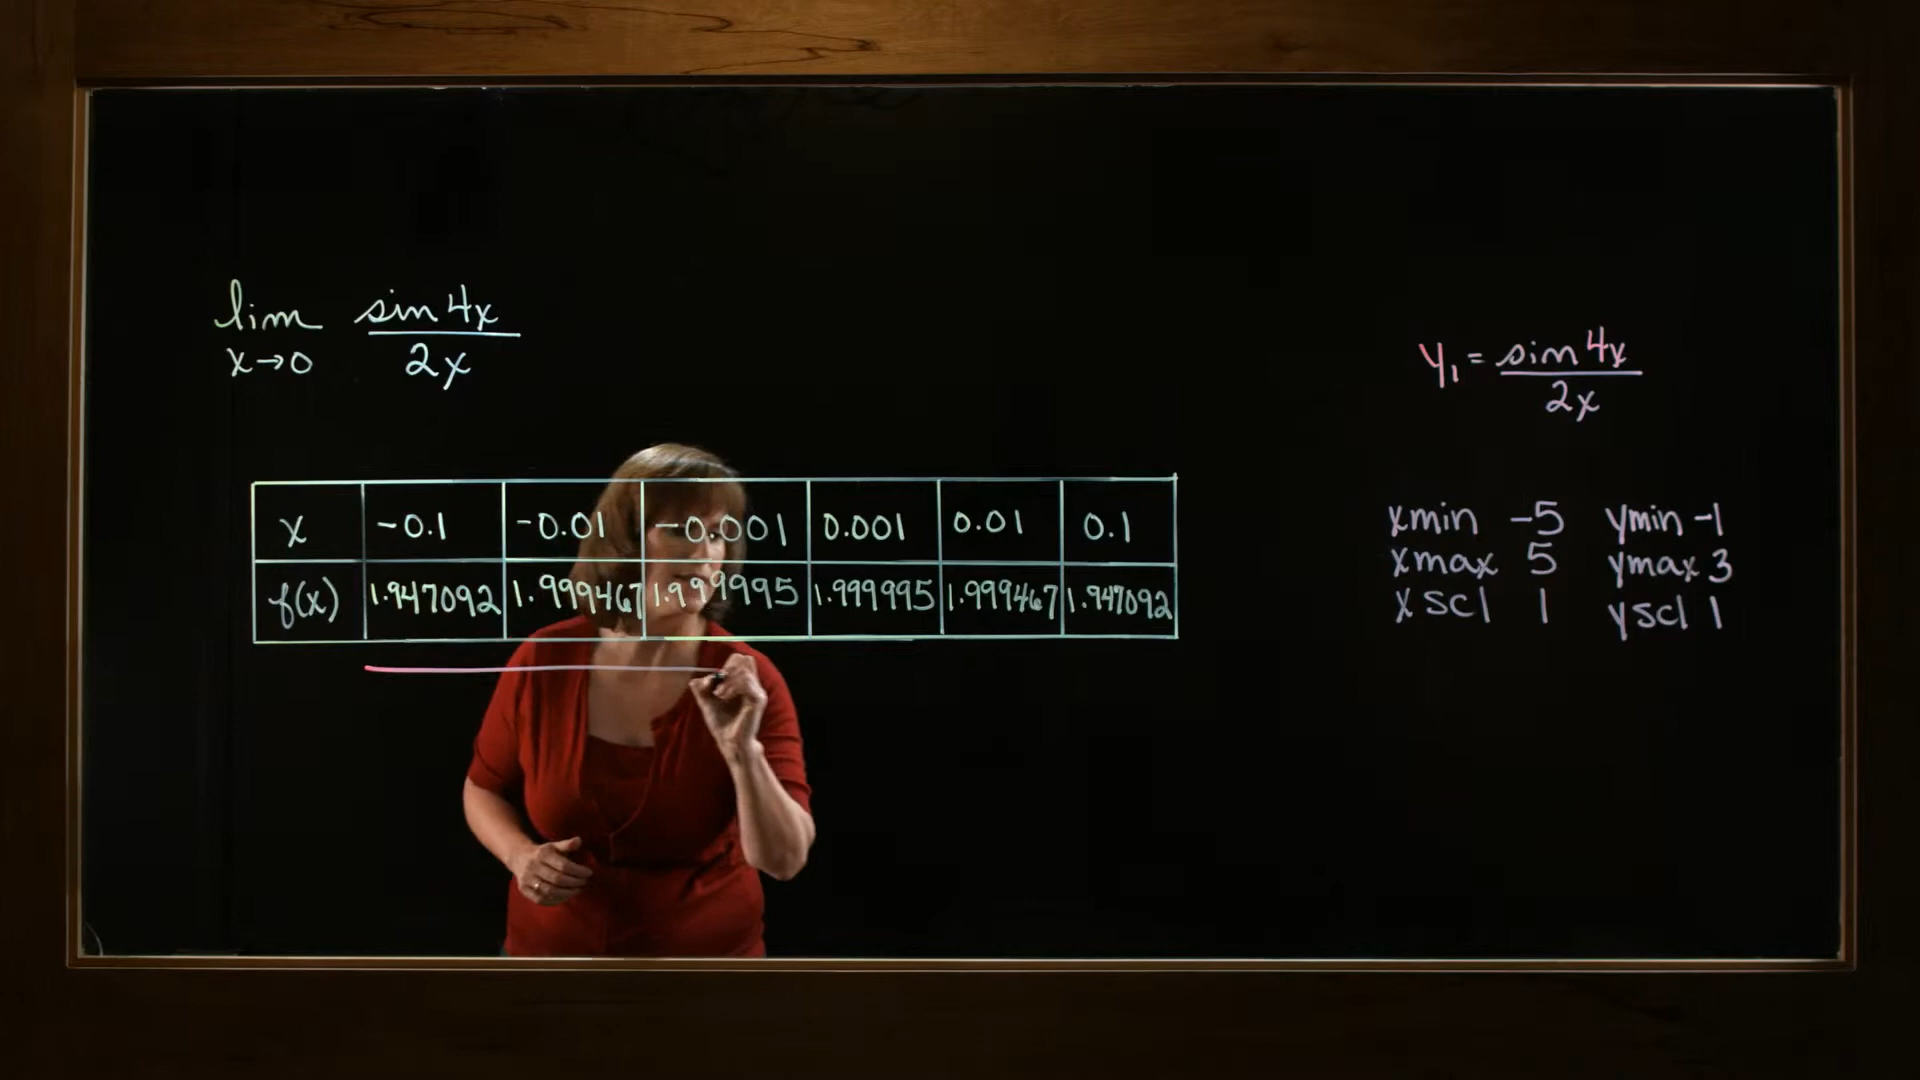 lim sin 4x
x→0 2x
y₁ = sin 4x
2x
x -0.1 -0.01 -0.001 0.001 0.01 0.1
f(x) 1.947092 1.999467 1.999995 1.999995 1.999467 1.947092
xmin -5 ymin -1
xmax 5 ymax 3
xscl 1 yscl 1